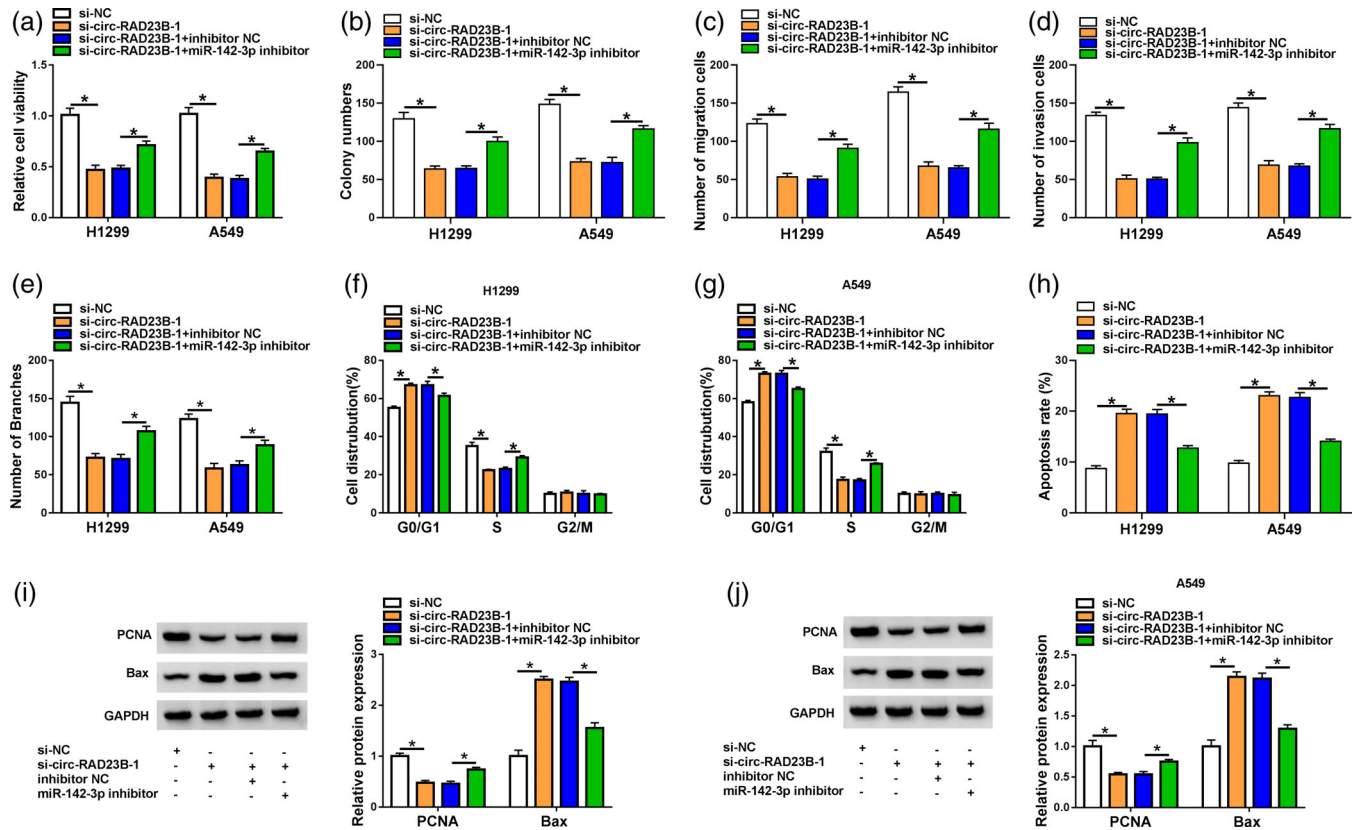 (a)
si-NC
si-circ-RAD23B-1
si-circ-RAD23B-1+inhibitor NC
si-circ-RAD23B-1+miR-142-3p inhibitor
Relative cell viability
1.5
1.0
0.5
0.0
* * * *
H1299 A549
(b)
si-NC
si-circ-RAD23B-1
si-circ-RAD23B-1+inhibitor NC
si-circ-RAD23B-1+miR-142-3p inhibitor
Colony numbers
200
150
100
50
0
* * * *
H1299 A549
(c)
si-NC
si-circ-RAD23B-1
si-circ-RAD23B-1+inhibitor NC
si-circ-RAD23B-1+miR-142-3p inhibitor
Number of migration cells
200
150
100
50
0
* * * *
H1299 A549
(d)
si-NC
si-circ-RAD23B-1
si-circ-RAD23B-1+inhibitor NC
si-circ-RAD23B-1+miR-142-3p inhibitor
Number of invasion cells
200
150
100
50
0
* * * *
H1299 A549
(e)
si-NC
si-circ-RAD23B-1
si-circ-RAD23B-1+inhibitor NC
si-circ-RAD23B-1+miR-142-3p inhibitor
Number of Branches
200
150
100
50
0
* * * *
H1299 A549
(f)
H1299
si-NC
si-circ-RAD23B-1
si-circ-RAD23B-1+inhibitor NC
si-circ-RAD23B-1+miR-142-3p inhibitor
Cell distrubution(%)
80
60
40
20
0
* * * *
G0/G1 S G2/M
(g)
A549
si-NC
si-circ-RAD23B-1
si-circ-RAD23B-1+inhibitor NC
si-circ-RAD23B-1+miR-142-3p inhibitor
Cell distrubution(%)
80
60
40
20
0
* * * *
G0/G1 S G2/M
(h)
si-NC
si-circ-RAD23B-1
si-circ-RAD23B-1+inhibitor NC
si-circ-RAD23B-1+miR-142-3p inhibitor
Apoptosis rate (%)
30
20
10
0
* * * *
H1299 A549
(i)
PCNA
Bax
GAPDH
si-NC + - - -
si-circ-RAD23B-1 - + + +
inhibitor NC - - + -
miR-142-3p inhibitor - - - +
si-NC
si-circ-RAD23B-1
si-circ-RAD23B-1+inhibitor NC
si-circ-RAD23B-1+miR-142-3p inhibitor
Relative protein expression
3
2
1
0
* * * *
PCNA Bax
(j)
PCNA
Bax
GAPDH
si-NC + - - -
si-circ-RAD23B-1 - + + +
inhibitor NC - - + -
miR-142-3p inhibitor - - - +
A549
si-NC
si-circ-RAD23B-1
si-circ-RAD23B-1+inhibitor NC
si-circ-RAD23B-1+miR-142-3p inhibitor
Relative protein expression
2.5
2.0
1.5
1.0
0.5
0.0
* * * *
PCNA Bax